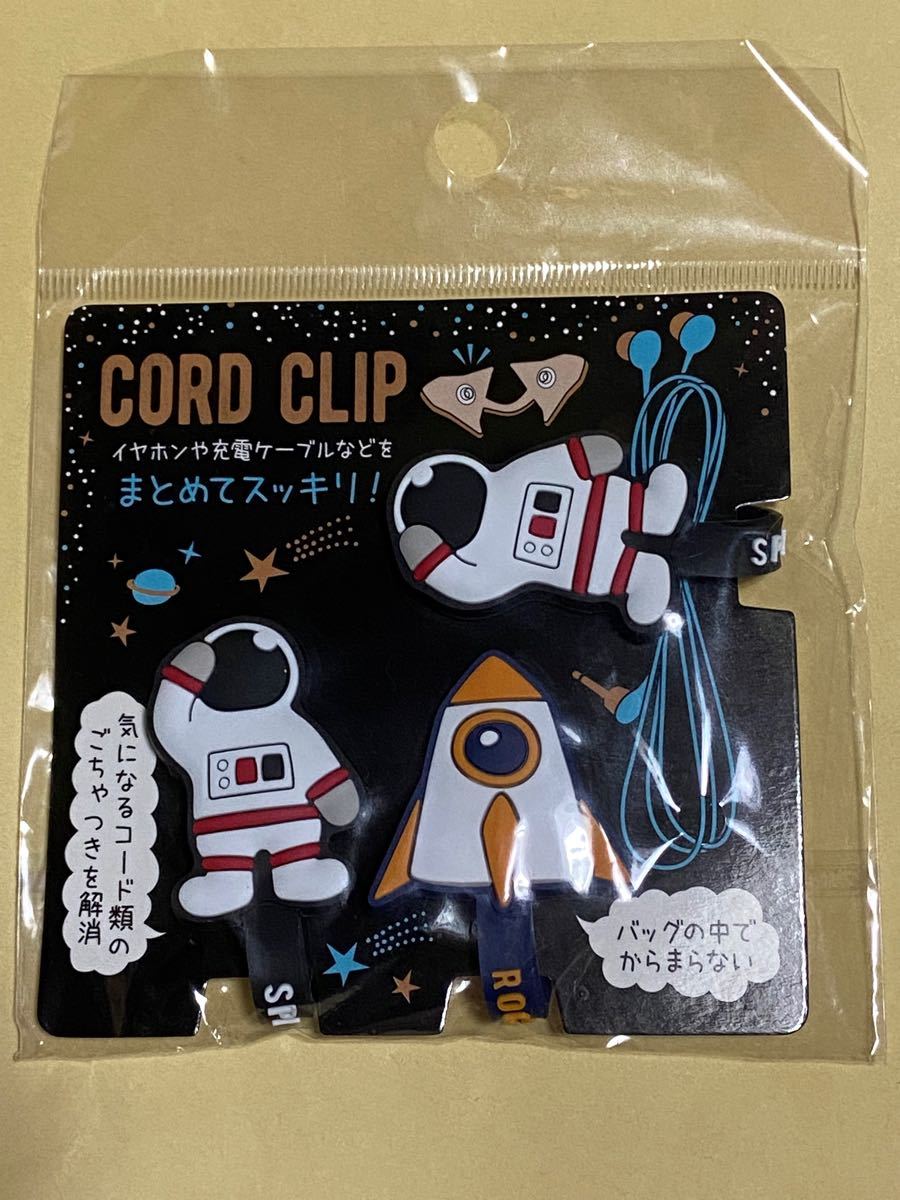 CORD CLIP
イヤホンや充電ケーブルなどを
まとめてスッキリ!
気になるコード類の
ごちゃつきを解消
バッグの中で
からまらない